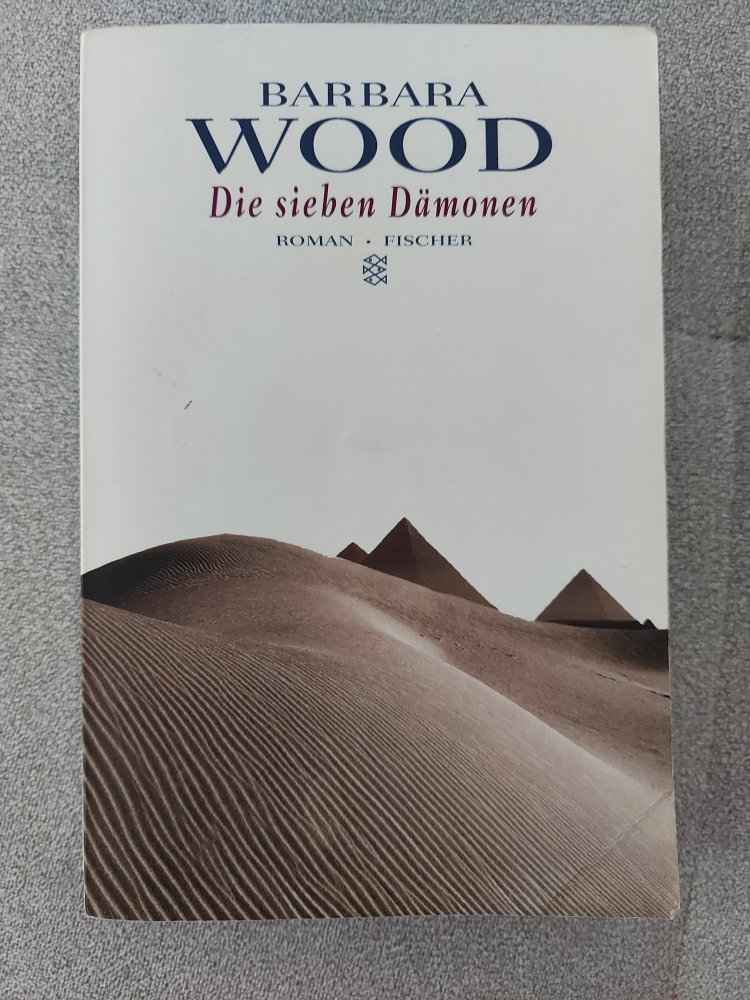 BARBARA
WOOD
Die sieben Dämonen
ROMAN · FISCHER